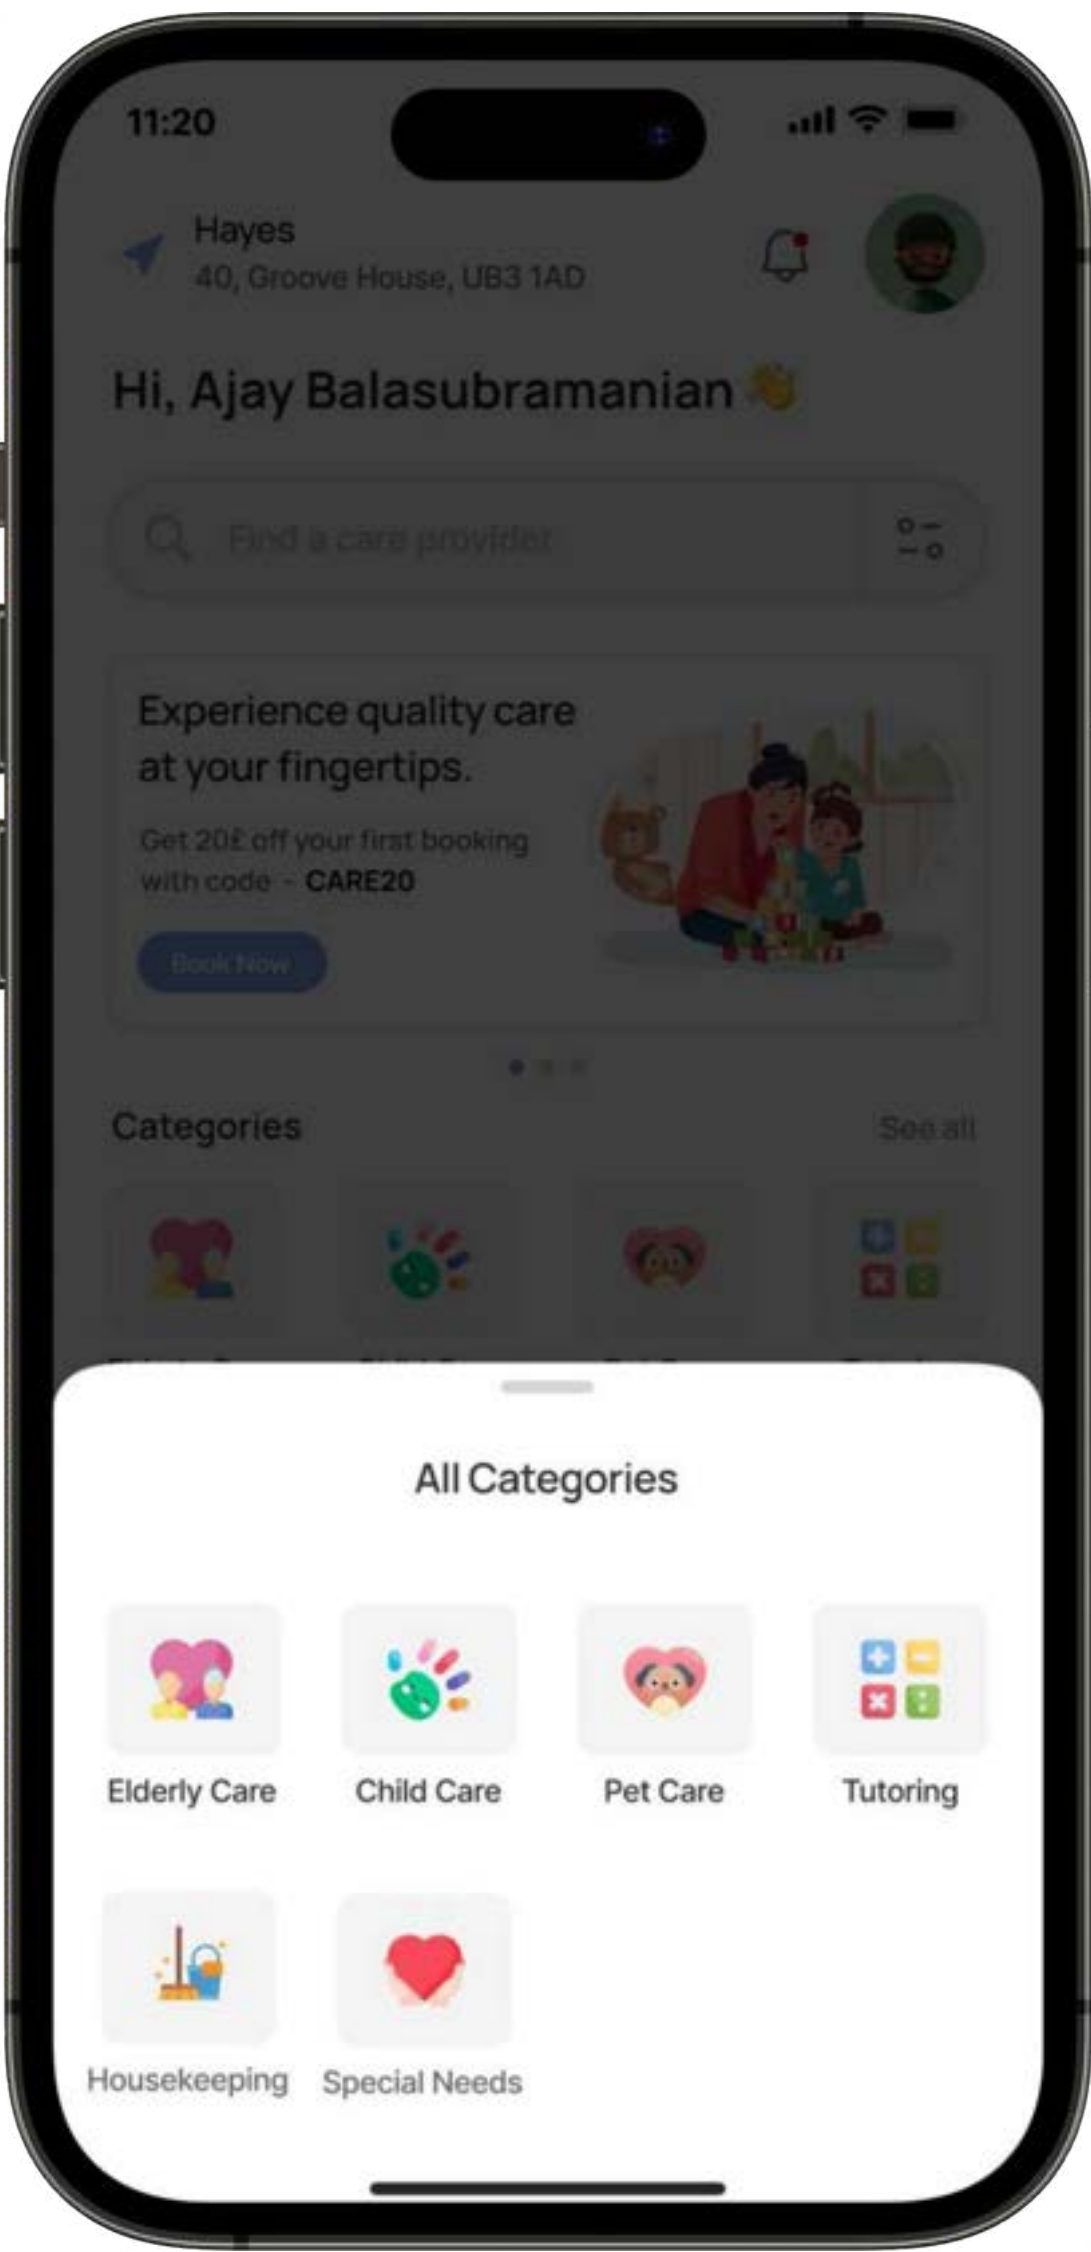 11:20
Hayes
40, Groove House, UB3 1AD
Hi, Ajay Balasubramanian
Find a care provider
Experience quality care
at your fingertips.
Get 20£ off your first booking
with code - CARE20
Book Now
Categories
See all
All Categories
Elderly Care
Child Care
Pet Care
Tutoring
Housekeeping
Special Needs